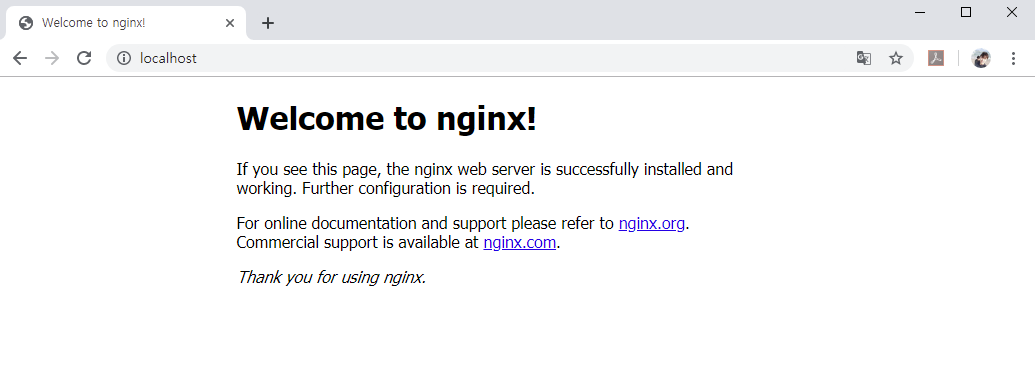 Welcome to nginx!
localhost
Welcome to nginx!
If you see this page, the nginx web server is successfully installed and
working. Further configuration is required.
For online documentation and support please refer to nginx.org.
Commercial support is available at nginx.com.
Thank you for using nginx.